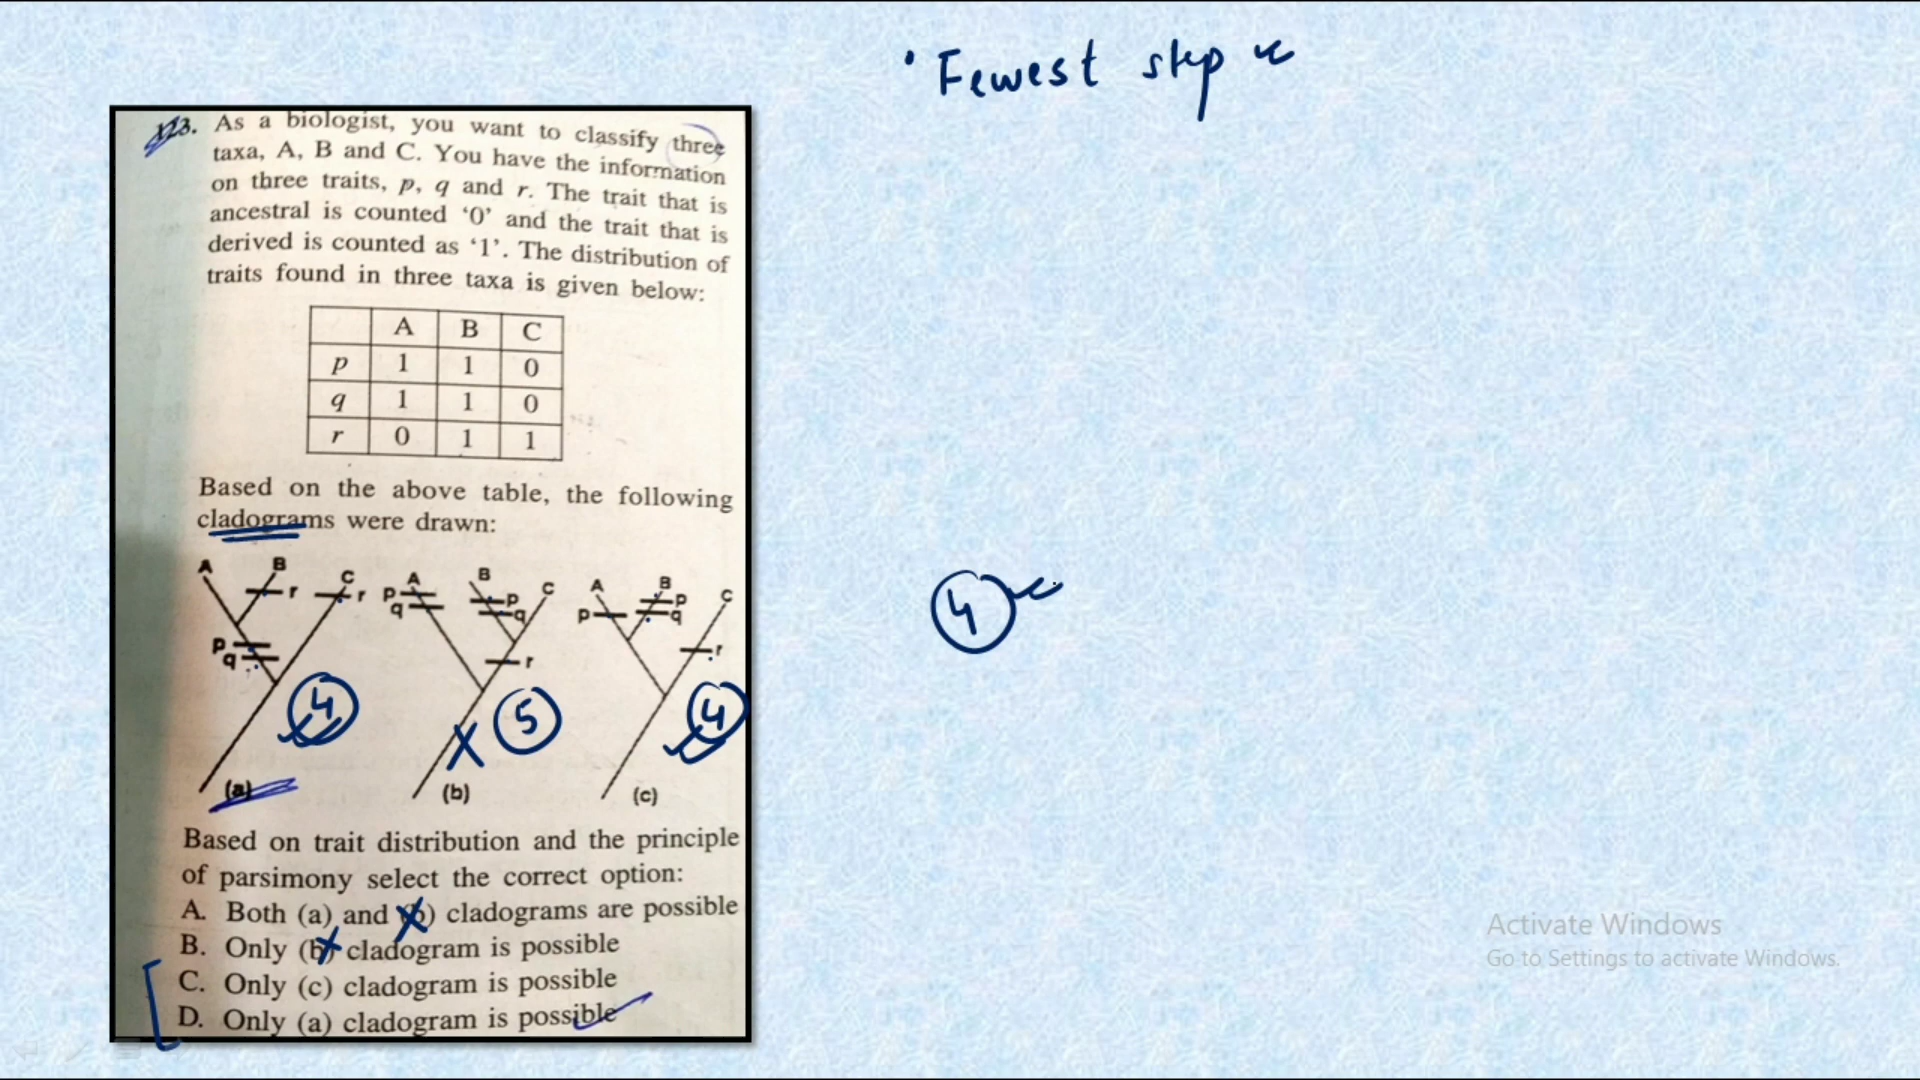 · Fewest step
123. As a biologist, you want to classify three
taxa, A, B and C. You have the information
on three traits, p, q and r. The trait that is
ancestral is counted ‘0’ and the trait that is
derived is counted as ‘1’. The distribution of
traits found in three taxa is given below:
A B C
p 1 1 0
q 1 1 0
r 0 1 1
Based on the above table, the following
cladograms were drawn:
A B r C r p q
p q A B p q C r
A p B p q C r
4
4 5 4
X
(a) (b) (c)
Based on trait distribution and the principle
of parsimony select the correct option:
A. Both (a) and (b) cladograms are possible
B. Only (b) cladogram is possible
C. Only (c) cladogram is possible
D. Only (a) cladogram is possible
Activate Windows
Go to Settings to activate Windows.